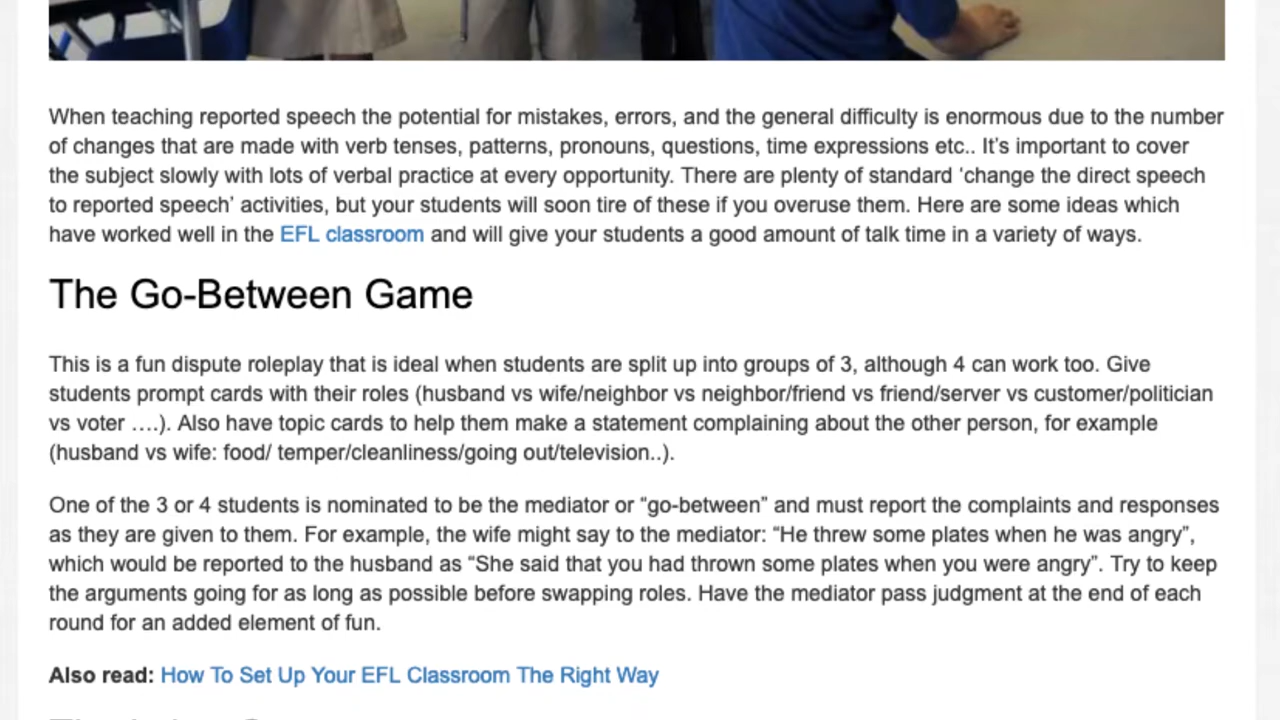 When teaching reported speech the potential for mistakes, errors, and the general difficulty is enormous due to the number
of changes that are made with verb tenses, patterns, pronouns, questions, time expressions etc.. It’s important to cover
the subject slowly with lots of verbal practice at every opportunity. There are plenty of standard ‘change the direct speech
to reported speech’ activities, but your students will soon tire of these if you overuse them. Here are some ideas which
have worked well in the EFL classroom and will give your students a good amount of talk time in a variety of ways.
The Go-Between Game
This is a fun dispute roleplay that is ideal when students are split up into groups of 3, although 4 can work too. Give
students prompt cards with their roles (husband vs wife/neighbor vs neighbor/friend vs friend/server vs customer/politician
vs voter ….). Also have topic cards to help them make a statement complaining about the other person, for example
(husband vs wife: food/ temper/cleanliness/going out/television..).
One of the 3 or 4 students is nominated to be the mediator or “go-between” and must report the complaints and responses
as they are given to them. For example, the wife might say to the mediator: “He threw some plates when he was angry”,
which would be reported to the husband as “She said that you had thrown some plates when you were angry”. Try to keep
the arguments going for as long as possible before swapping roles. Have the mediator pass judgment at the end of each
round for an added element of fun.
Also read: How To Set Up Your EFL Classroom The Right Way